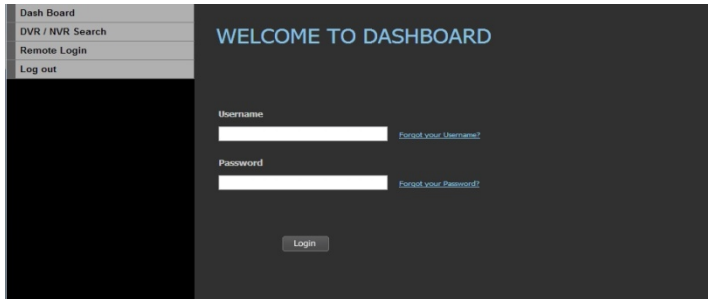 Dash Board
DVR / NVR Search
Remote Login
Log out
WELCOME TO DASHBOARD
Username
Forgot your Username?
Password
Forgot your Password?
Login